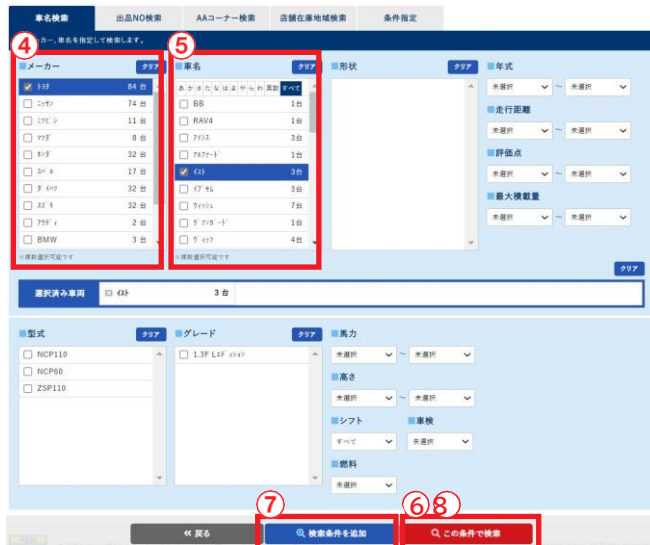 車名検索 出品NO検索 AAコーナー検索 店舗在庫地域検索 条件指定
カー、車名を指定して検索します。
④ ⑤
メーカー クリア
トヨタ 84 台
ニッサン 74 台
ミツビシ 11 台
マツダ 8 台
ホンダ 32 台
スバル 17 台
ダイハツ 32 台
スズキ 32 台
アウディ 2 台
BMW 3 台
※複数選択可能です
車名 クリア
あ か さ た な は ま や ら わ 英数 すべて
BB 1台
RAV4 1台
アイシス 3台
アルファード 1台
イスト 3台
イプサム 3台
ウィッシュ 7台
ヴァンガード 1台
ヴィッツ 4台
※複数選択可能です
形状 クリア
年式
未選択 ~ 未選択
走行距離
未選択 ~ 未選択
評価点
未選択 ~ 未選択
最大積載量
未選択 ~ 未選択
クリア
選択済み車両 イスト 3 台
型式 クリア
NCP110
NCP60
ZSP110
グレード クリア
1.3F Lエディション
馬力
未選択 ~ 未選択
高さ
未選択 ~ 未選択
シフト 車検
すべて 未選択
燃料
未選択
⑦ ⑥⑧
戻る 検索条件を追加 この条件で検索